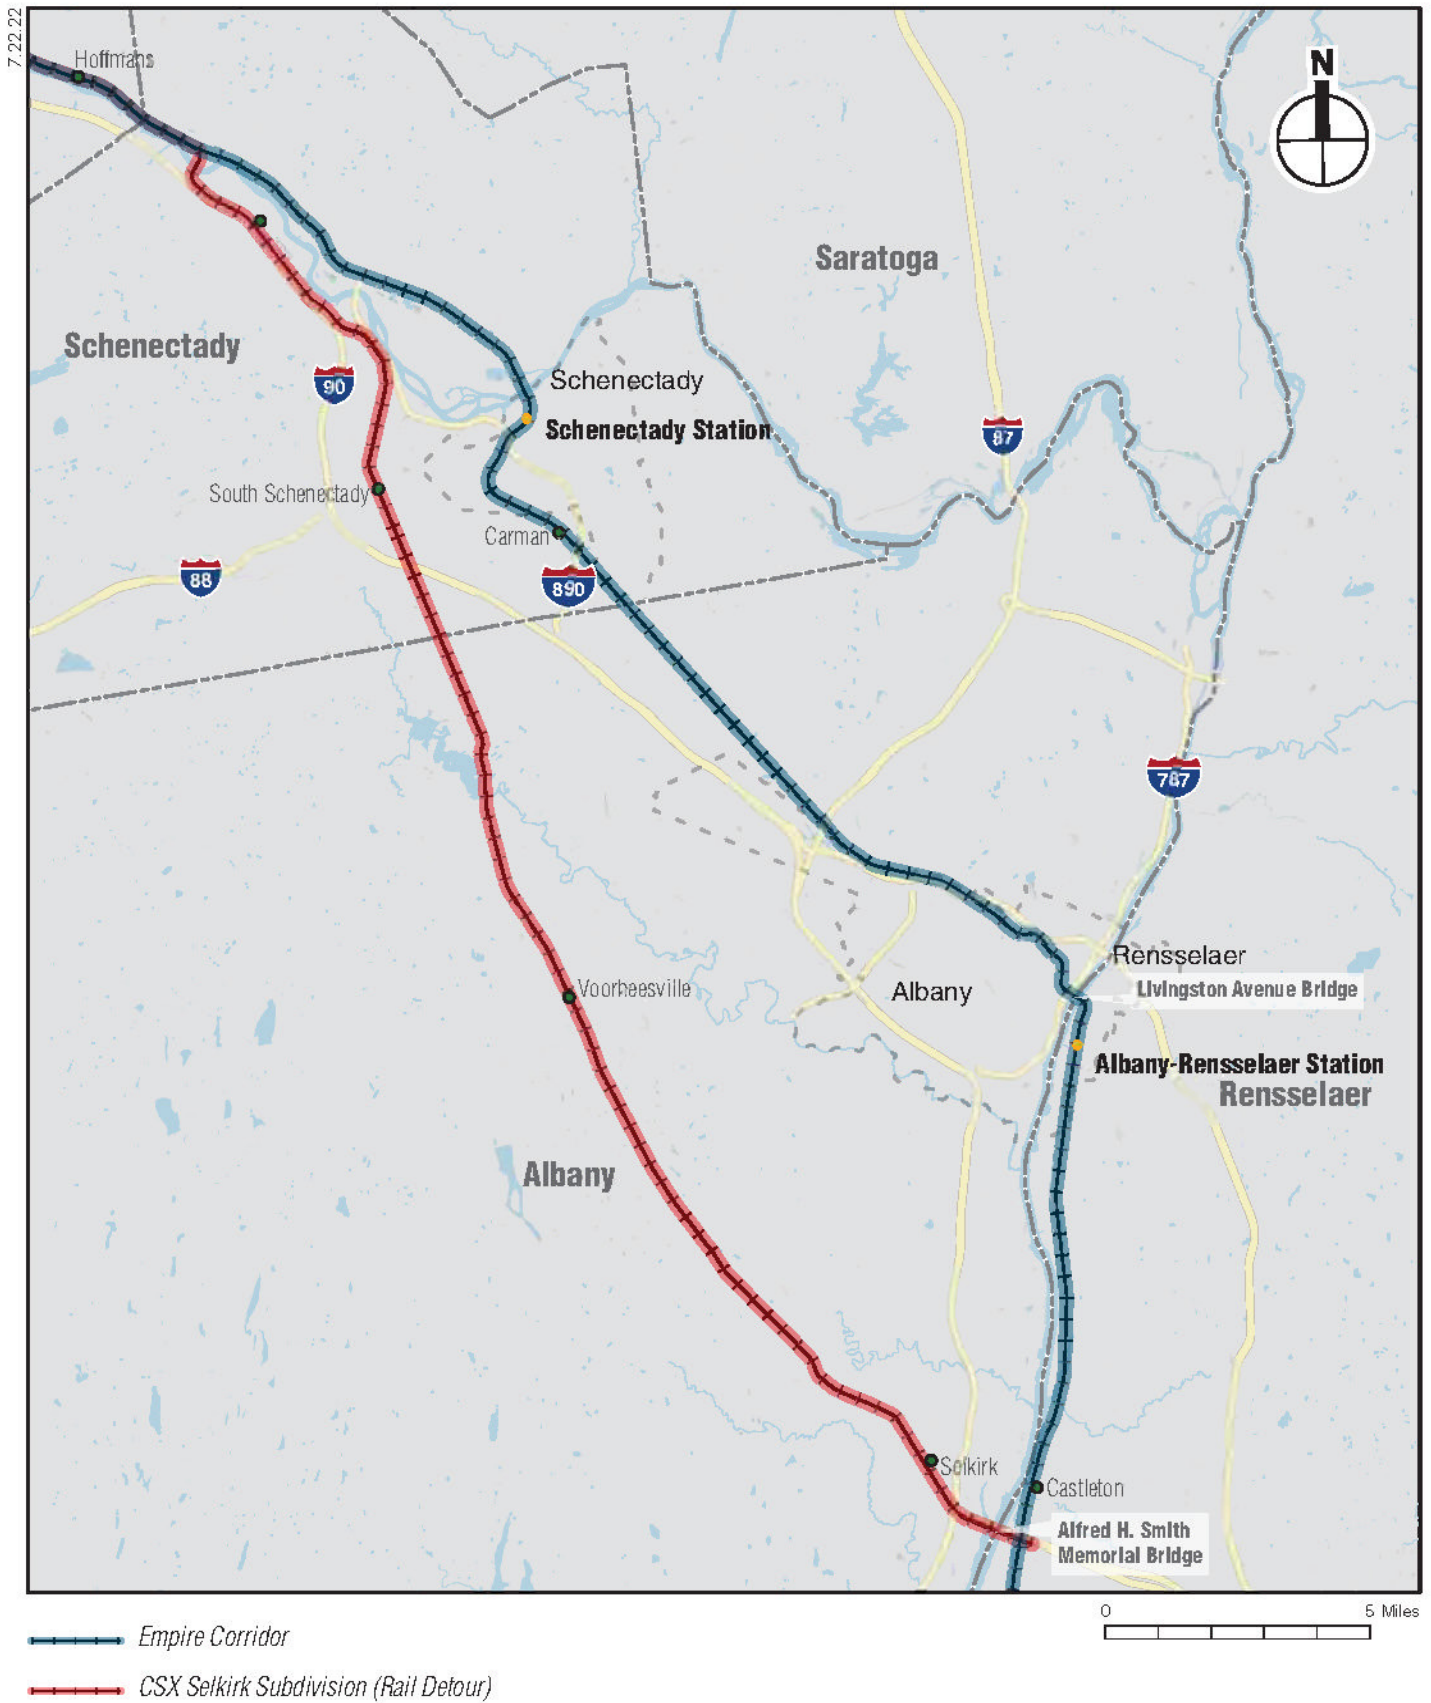 7.22.22
Hoffmans
N
Saratoga
Schenectady
90
Schenectady
Schenectady Station
87
South Schenectady
Carman
88
890
787
Rensselaer
Livingston Avenue Bridge
Voorheesville
Albany
Albany-Rensselaer Station
Rensselaer
Albany
Selkirk
Castleton
Alfred H. Smith
Memorial Bridge
0 5 Miles
Empire Corridor
CSX Selkirk Subdivision (Rail Detour)